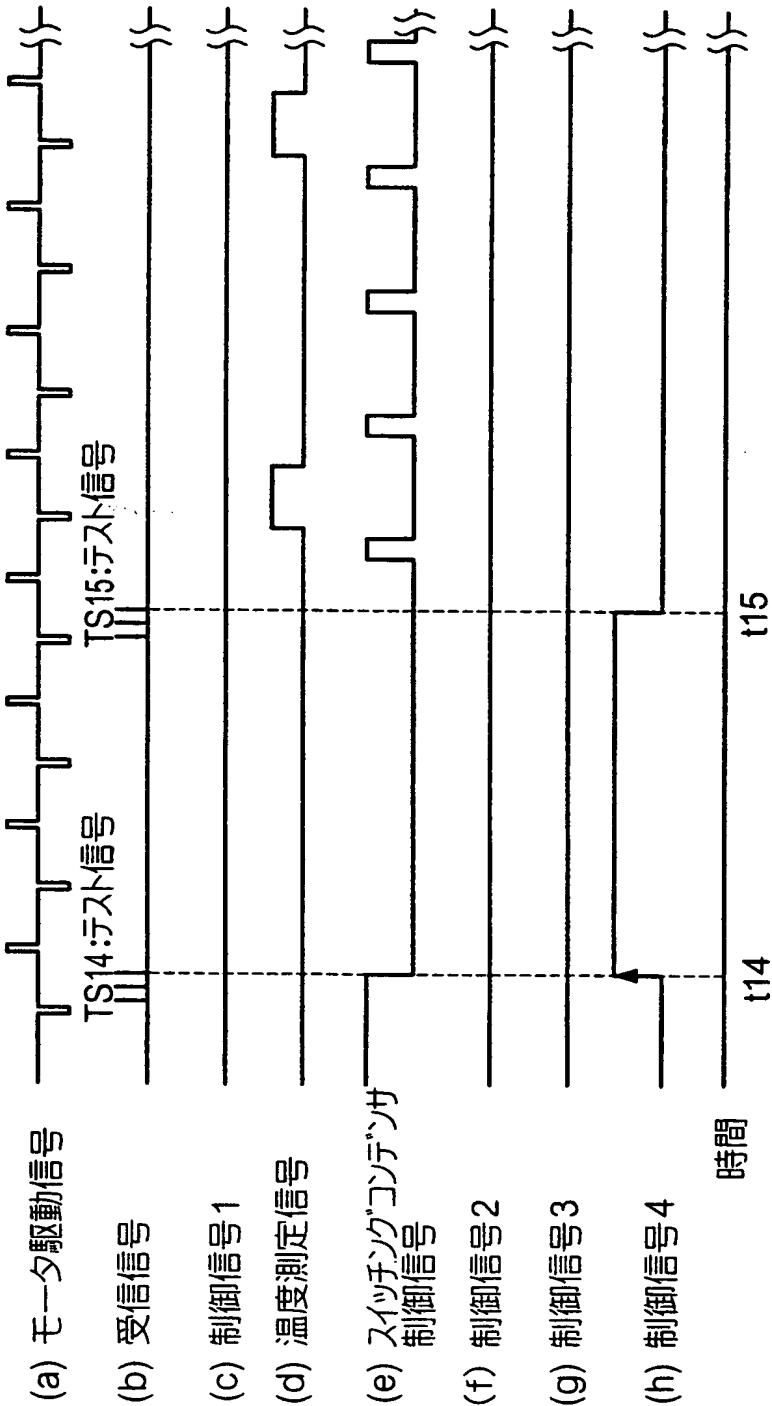 (a) モータ駆動信号
TS14:テスト信号
TS15:テスト信号
(b) 受信信号
(c) 制御信号1
(d) 温度測定信号
(e) スイッチングコンデンサ
制御信号
(f) 制御信号2
(g) 制御信号3
(h) 制御信号4
時間
t14
t15